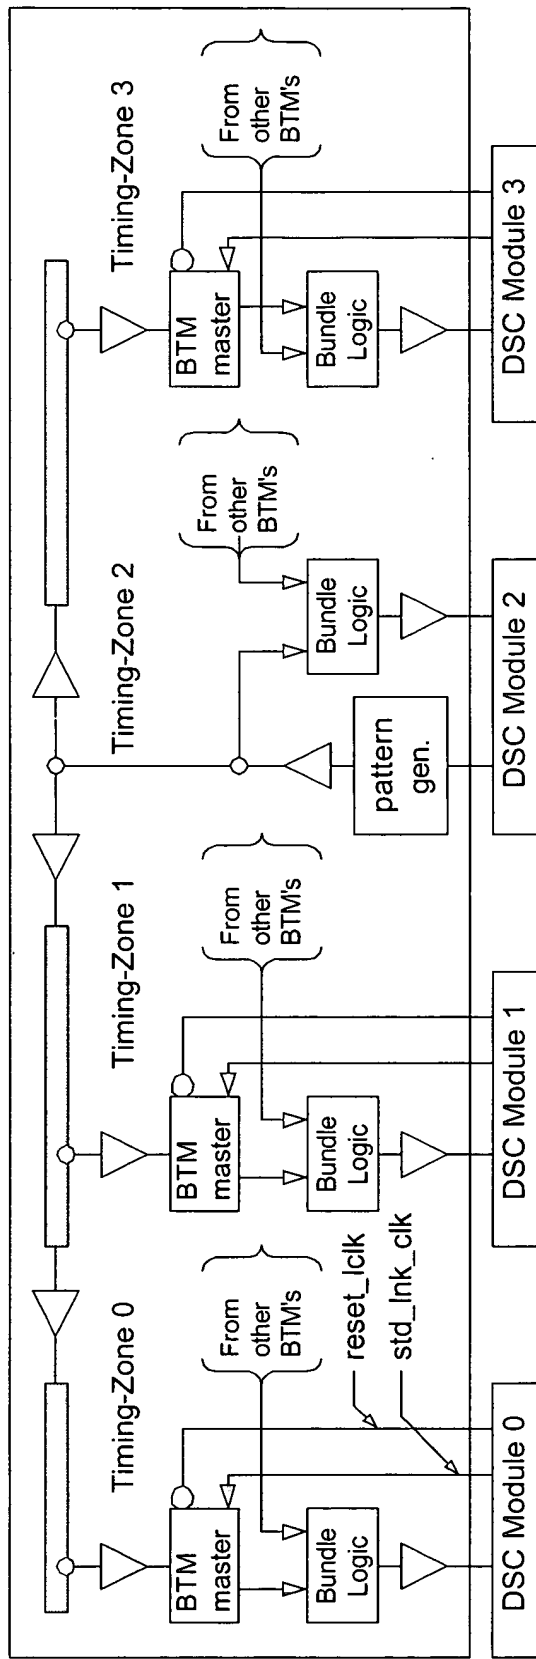 Timing-Zone 0
BTM
master
From
other
BTM's
Bundle
Logic
reset_lclk
std_lnk_clk
DSC Module 0
Timing-Zone 1
BTM
master
From
other
BTM's
Bundle
Logic
DSC Module 1
Timing-Zone 2
From
other
BTM's
Bundle
Logic
pattern
gen.
DSC Module 2
Timing-Zone 3
BTM
master
From
other
BTM's
Bundle
Logic
DSC Module 3